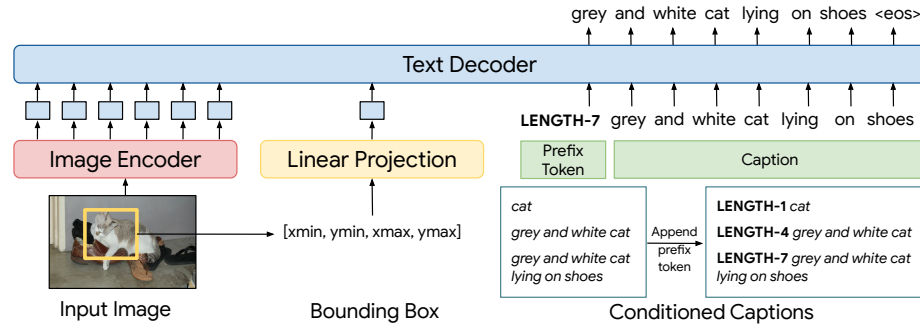 grey and white cat lying on shoes <eos>
Text Decoder
LENGTH-7 grey and white cat lying on shoes
Image Encoder
Linear Projection
Prefix
Token
Caption
[xmin, ymin, xmax, ymax]
cat
grey and white cat
grey and white cat
lying on shoes
Append
prefix
token
LENGTH-1 cat
LENGTH-4 grey and white cat
LENGTH-7 grey and white cat
lying on shoes
Input Image
Bounding Box
Conditioned Captions